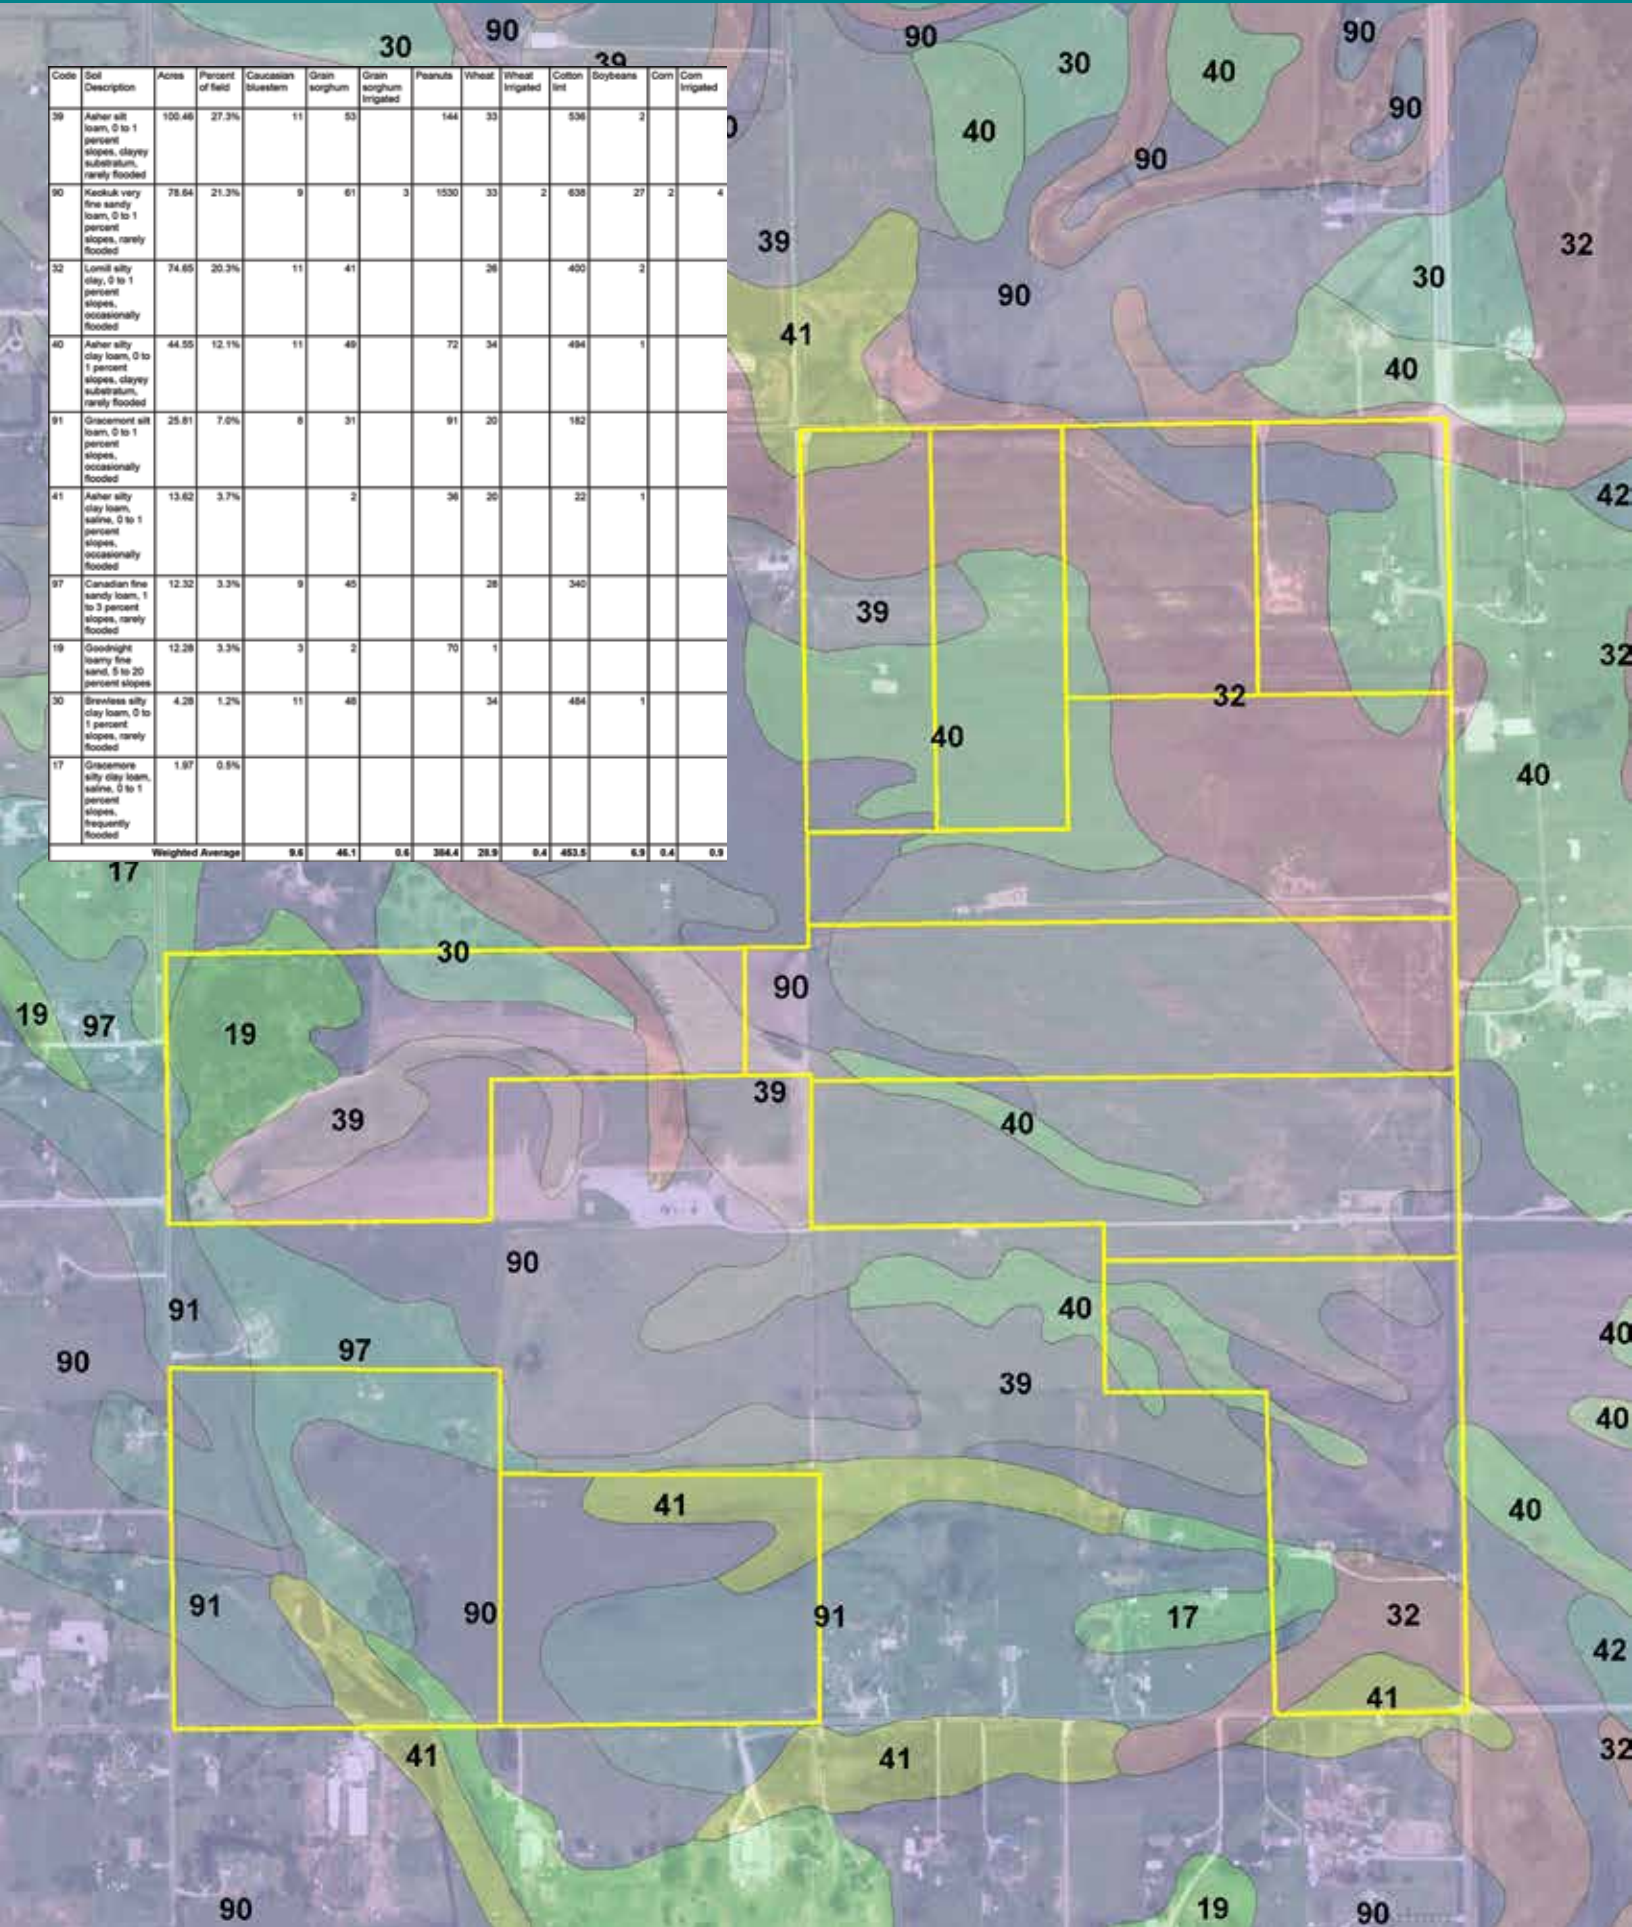 30
90
39
90
30
40
90
90
40
90
Code Soil Acres Percent Caucasian Grain Grain Peanuts Wheat Wheat Cotton Soybeans Corn Corn
Description of field bluestem sorghum sorghum Irrigated lint Irrigated
Irrigated
39 Asher silt 100.46 27.3% 11 53 144 33 536 2
loam, 0 to 1
percent
slopes, clayey
substratum,
rarely flooded
90 Keokuk very 78.64 21.3% 9 61 3 1530 33 2 638 27 2 4
fine sandy
loam, 0 to 1
percent
slopes, rarely
flooded
32 Lomill silty 74.65 20.3% 11 41 26 400 2
clay, 0 to 1
percent
slopes,
occasionally
flooded
40 Asher silty 44.55 12.1% 11 49 72 34 494 1
clay loam, 0 to
1 percent
slopes, clayey
substratum,
rarely flooded
91 Gracemont silt 25.81 7.0% 8 31 91 20 182
loam, 0 to 1
percent
slopes,
occasionally
flooded
41 Asher silty 13.62 3.7% 2 36 20 22 1
clay loam,
saline, 0 to 1
percent
slopes,
occasionally
flooded
97 Canadian fine 12.32 3.3% 9 45 28 340
sandy loam, 1
to 3 percent
slopes, rarely
flooded
19 Goodnight 12.28 3.3% 3 2 70 1
loamy fine
sand, 5 to 20
percent slopes
30 Brewless silty 4.28 1.2% 11 48 34 484 1
clay loam, 0 to
1 percent
slopes, rarely
flooded
17 Gracemore 1.97 0.5%
silty clay loam,
saline, 0 to 1
percent
slopes,
frequently
flooded
Weighted Average 9.6 46.1 0.6 384.4 28.9 0.4 453.5 6.9 0.4 0.9
39
32
30
90
41
40
42
39
32
32
40
40
17
30
90
19
97
19
39
39
40
90
91
40
40
97
90
39
40
41
40
91
90
91
17
32
42
41
41
41
32
90
19
90